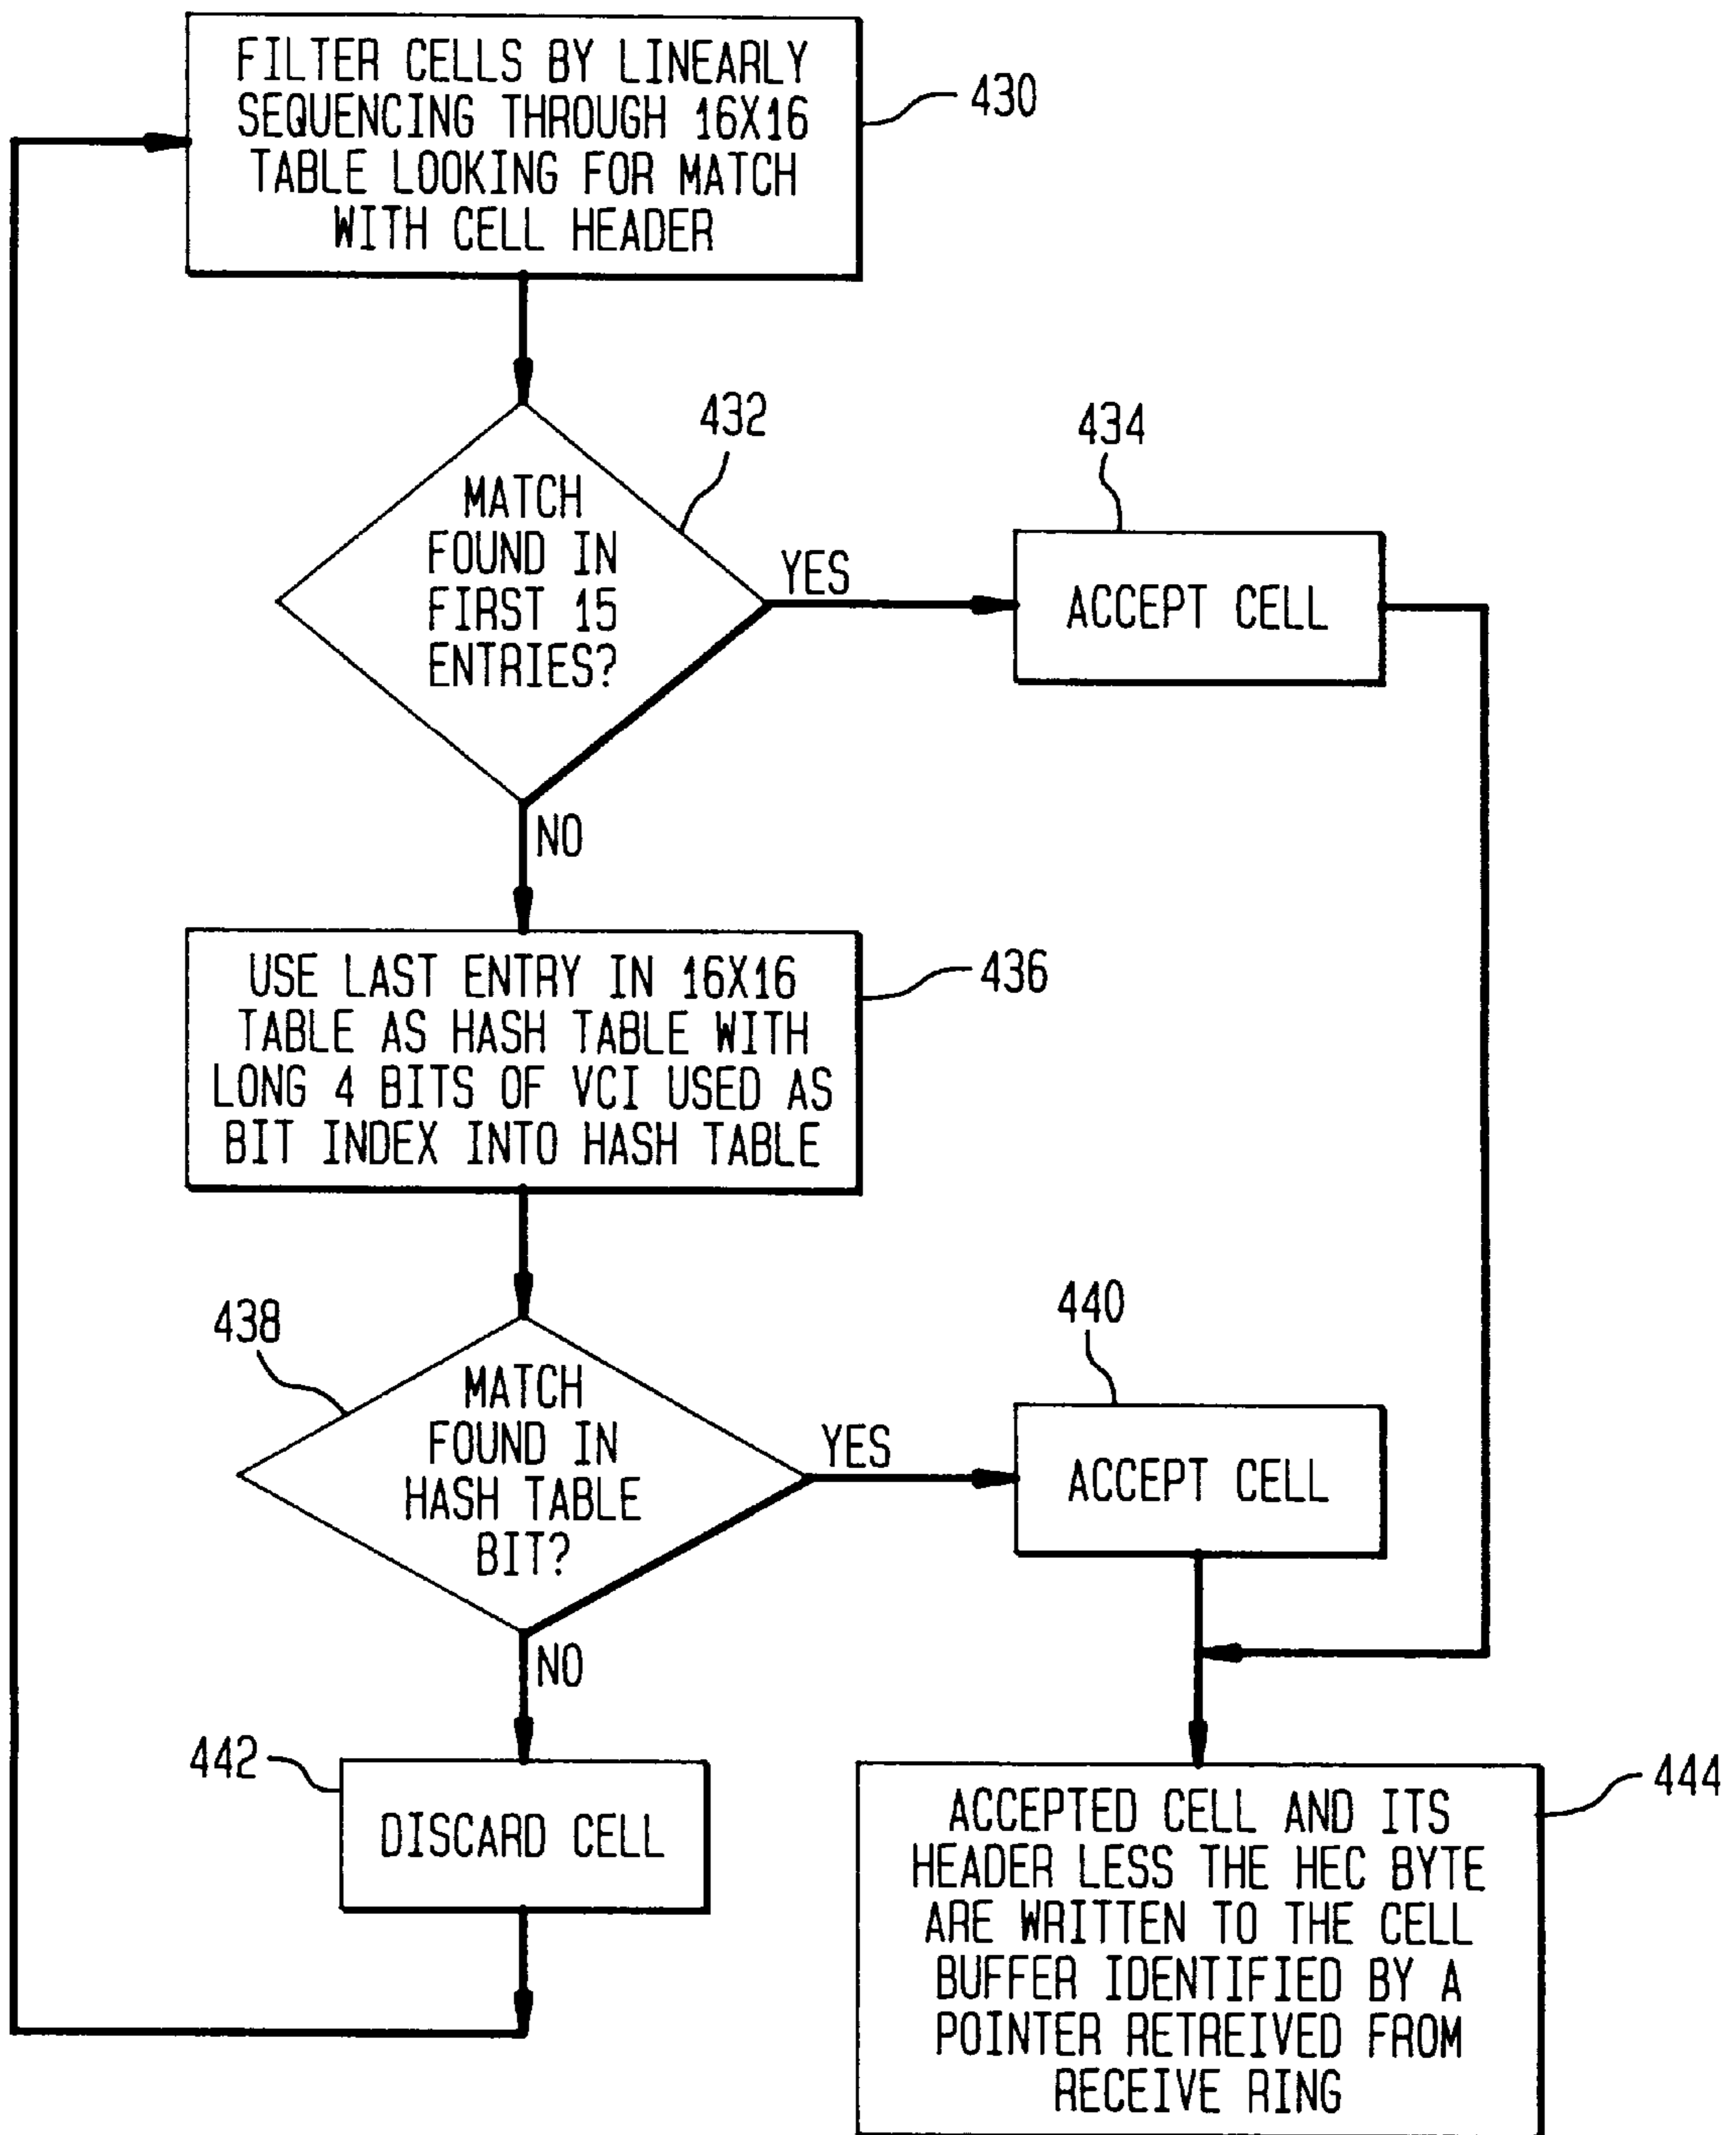 FILTER CELLS BY LINEARLY
SEQUENCING THROUGH 16X16
TABLE LOOKING FOR MATCH
WITH CELL HEADER
430
432
MATCH
FOUND IN
FIRST 15
ENTRIES?
YES
434
ACCEPT CELL
NO
USE LAST ENTRY IN 16X16
TABLE AS HASH TABLE WITH
LONG 4 BITS OF VCI USED AS
BIT INDEX INTO HASH TABLE
436
438
MATCH
FOUND IN
HASH TABLE
BIT?
YES
440
ACCEPT CELL
NO
442
DISCARD CELL
ACCEPTED CELL AND ITS
HEADER LESS THE HEC BYTE
ARE WRITTEN TO THE CELL
BUFFER IDENTIFIED BY A
POINTER RETREIVED FROM
RECEIVE RING
444